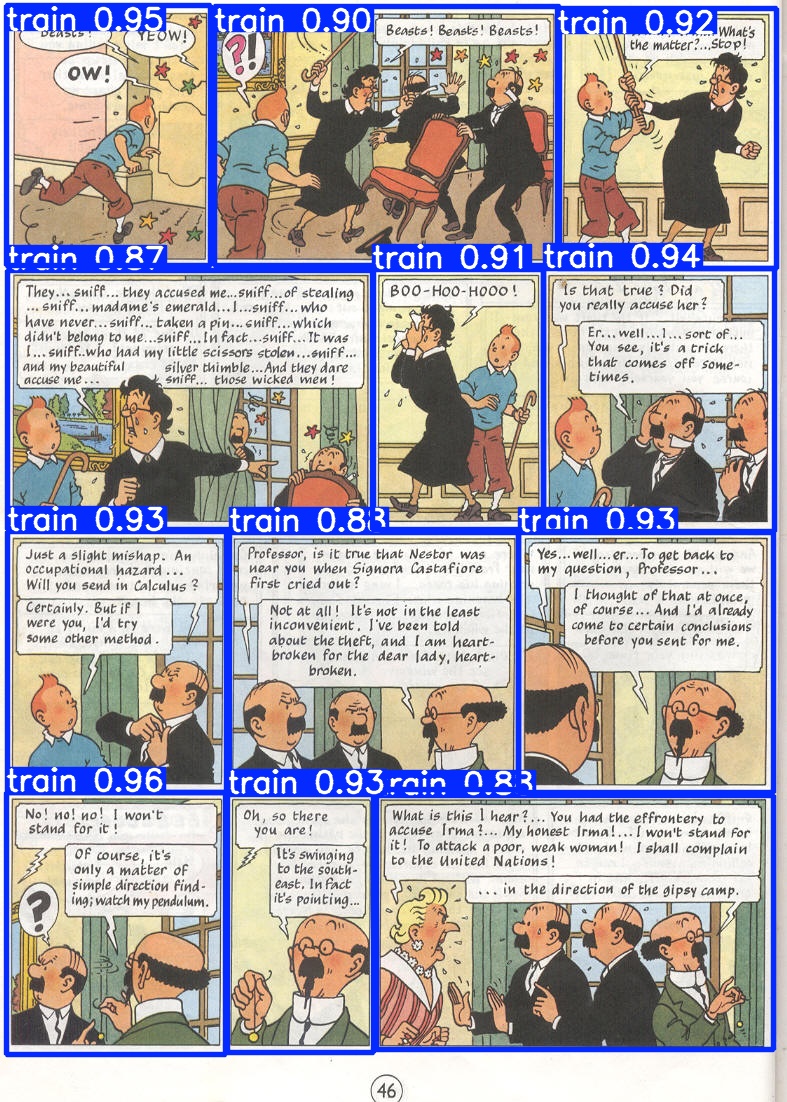 train 0.95
YEOW!
OW!
train 0.90
?!
Beasts! Beasts! Beasts!
train 0.92
What's
the matter?...Stop!
train 0.87
They...sniff...they accused me...sniff...of stealing
...sniff...madame's emerald...I...sniff...who
have never...sniff...taken a pin...sniff...which
didn't belong to me...sniff...In fact...sniff...It was
I...sniff..who had my little scissors stolen...sniff...
and my beautiful silver thimble...And they dare
accuse me... sniff... those wicked men!
train 0.91
BOO-HOO-HOOO!
train 0.94
Is that true? Did
you really accuse her?
Er...well...I...sort of...
You see, it's a trick
that comes off some-
times.
train 0.93
Just a slight mishap. An
occupational hazard...
Will you send in Calculus?
Certainly. But if I
were you, I'd try
some other method.
train 0.88
Professor, is it true that Nestor was
near you when Signora Castafiore
first cried out?
Not at all! It's not in the least
inconvenient. I've been told
about the theft, and I am heart-
broken for the dear lady, heart-
broken.
train 0.93
Yes...well...er...To get back to
my question, Professor...
I thought of that at once,
of course... And I'd already
come to certain conclusions
before you sent for me.
train 0.96
No! no! no! I won't
stand for it!
Of course, it's
only a matter of
simple direction find-
ing; watch my pendulum.
?
train 0.93
Oh, so there
you are!
It's swinging
to the south-
east. In fact
it's pointing...
train 0.83
What is this I hear?... You had the effrontery to
accuse Irma?... My honest Irma!... I won't stand for
it! To attack a poor, weak woman! I shall complain
to the United Nations!
...in the direction of the gipsy camp.
46